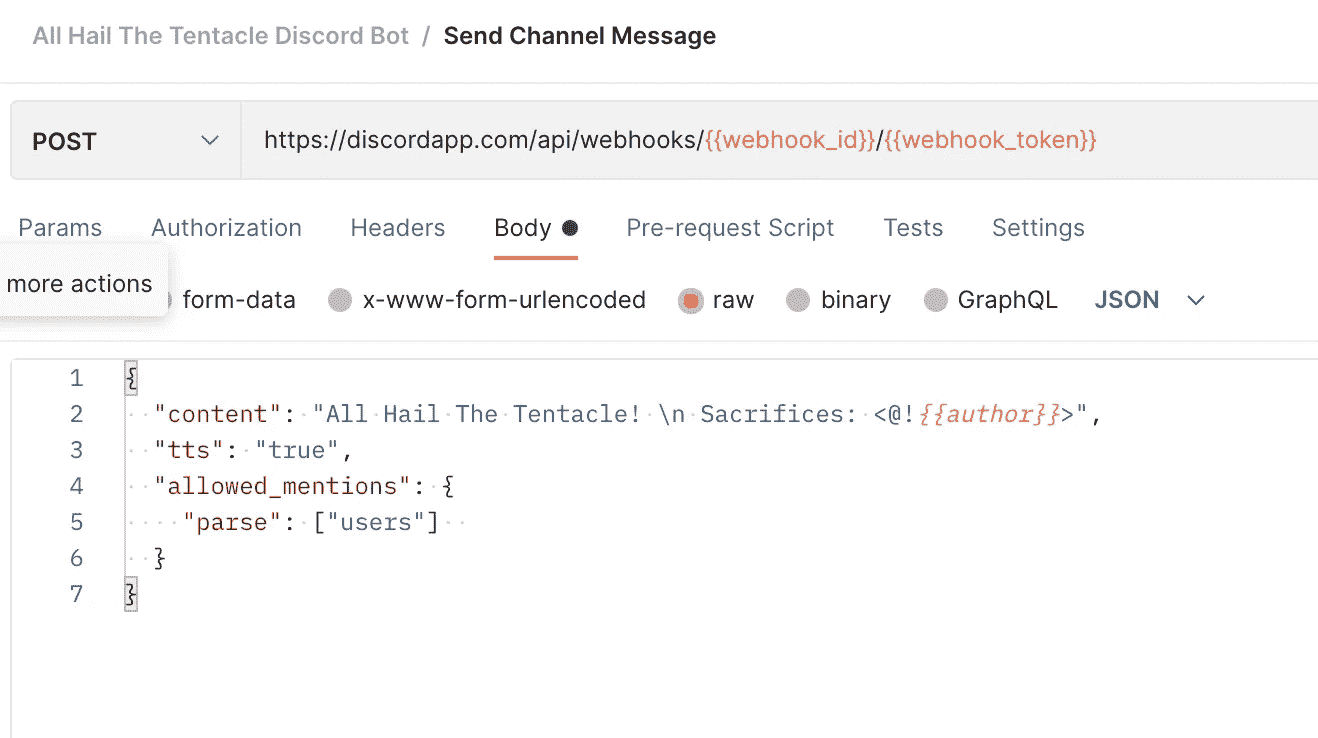 All Hail The Tentacle Discord Bot / Send Channel Message
POST https://discordapp.com/api/webhooks/{{webhook_id}}/{{webhook_token}}
Params Authorization Headers Body Pre-request Script Tests Settings
more actions form-data x-www-form-urlencoded raw binary GraphQL JSON
1 {
2 "content": "All Hail The Tentacle! \n Sacrifices: <@!{{author}}>",
3 "tts": "true",
4 "allowed_mentions": {
5 "parse": ["users"]
6 }
7 }